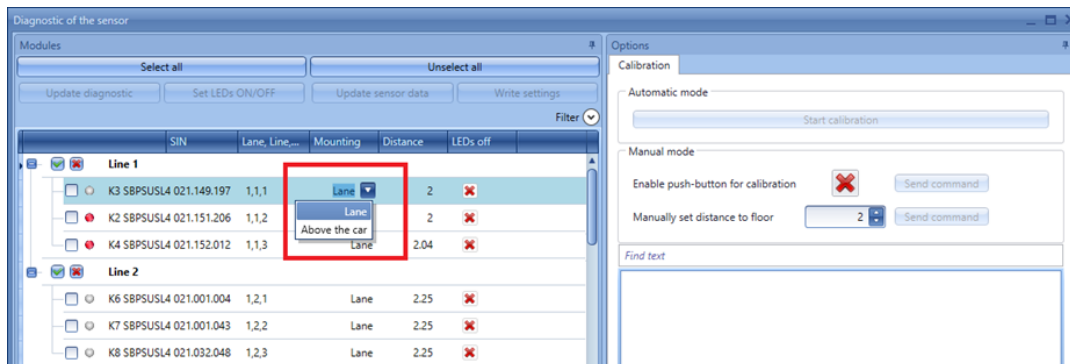 Diagnostic of the sensor
Modules
Select all
Unselect all
Update diagnostic
Set LEDs ON/OFF
Update sensor data
Write settings
Filter
SIN
Lane, Line,...
Mounting
Distance
LEDs off
Line 1
K3 SBPSUSL4 021.149.197 1,1,1 Lane 2
Lane
Above the car
K2 SBPSUSL4 021.151.206 1,1,2 2
K4 SBPSUSL4 021.152.012 1,1,3 Lane 2.04
Line 2
K6 SBPSUSL4 021.001.004 1,2,1 Lane 2.25
K7 SBPSUSL4 021.001.043 1,2,2 Lane 2.25
K8 SBPSUSL4 021.032.048 1,2,3 Lane 2.25
Options
Calibration
Automatic mode
Start calibration
Manual mode
Enable push-button for calibration
Send command
Manually set distance to floor 2
Send command
Find text